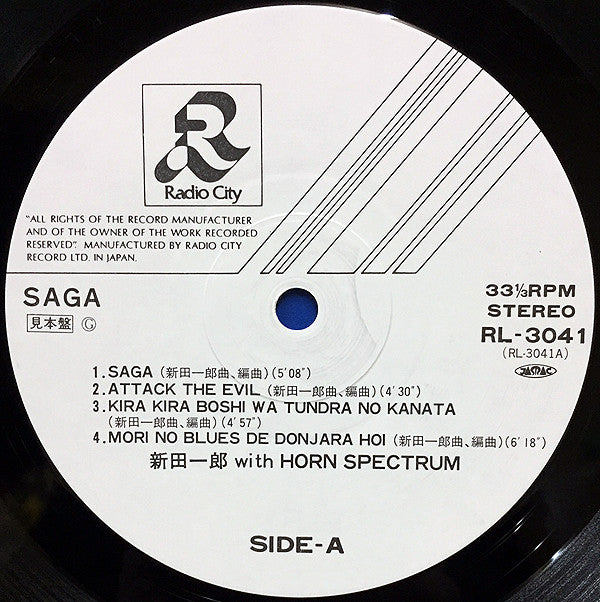 R
Radio City
"ALL RIGHTS OF THE RECORD MANUFACTURER
AND OF THE OWNER OF THE WORK RECORDED
RESERVED". MANUFACTURED BY RADIO CITY
RECORD LTD. IN JAPAN.
SAGA
見本盤 Ⓖ
33⅓RPM
STEREO
RL-3041
(RL-3041A)
JASRAC
1.SAGA (新田一郎曲、編曲)(5'08")
2.ATTACK THE EVIL (新田一郎曲、編曲)(4'30")
3.KIRA KIRA BOSHI WA TUNDRA NO KANATA
(新田一郎曲、編曲)(4'57")
4.MORI NO BLUES DE DONJARA HOI (新田一郎曲、編曲)(6'18")
新田一郎 with HORN SPECTRUM
SIDE-A